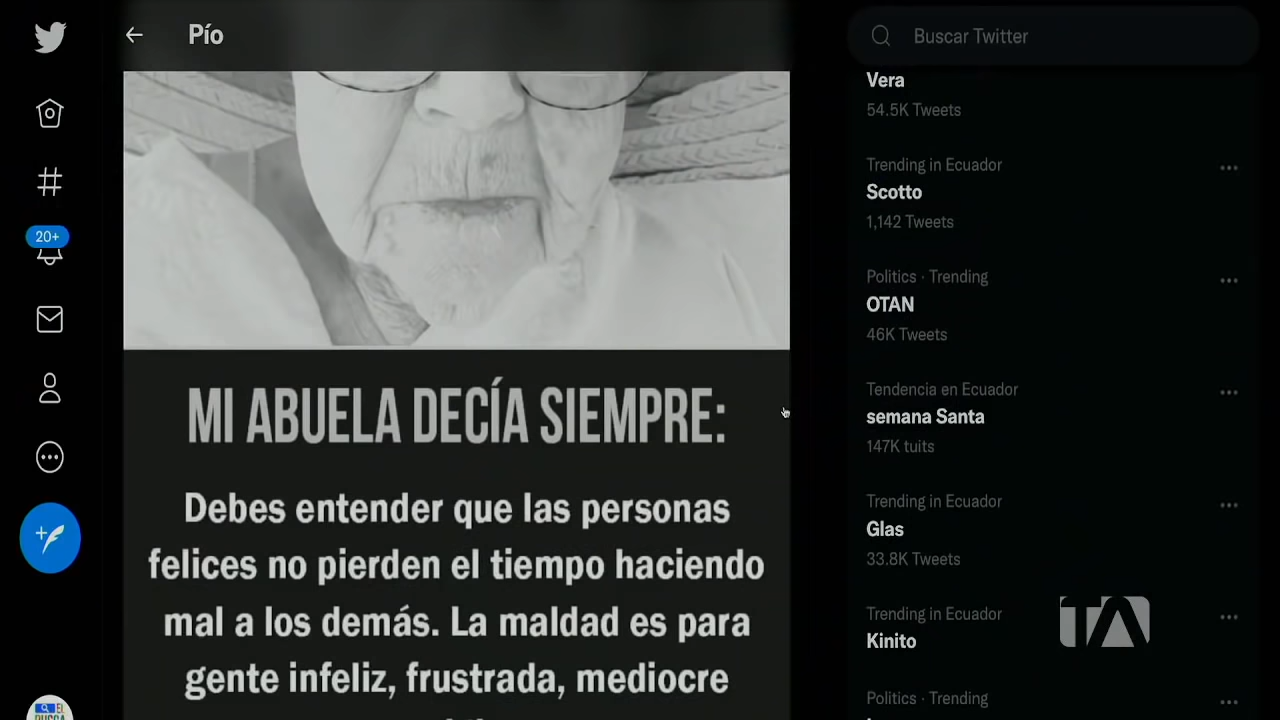 Pío
Buscar Twitter
Vera
54.5K Tweets
Trending in Ecuador
Scotto
1,142 Tweets
20+
Politics · Trending
OTAN
46K Tweets
Tendencia en Ecuador
semana Santa
147K tuits
MI ABUELA DECÍA SIEMPRE:
Debes entender que las personas
felices no pierden el tiempo haciendo
mal a los demás. La maldad es para
gente infeliz, frustrada, mediocre
Trending in Ecuador
Glas
33.8K Tweets
Trending in Ecuador
Kinito
TA
Politics · Trending
EL